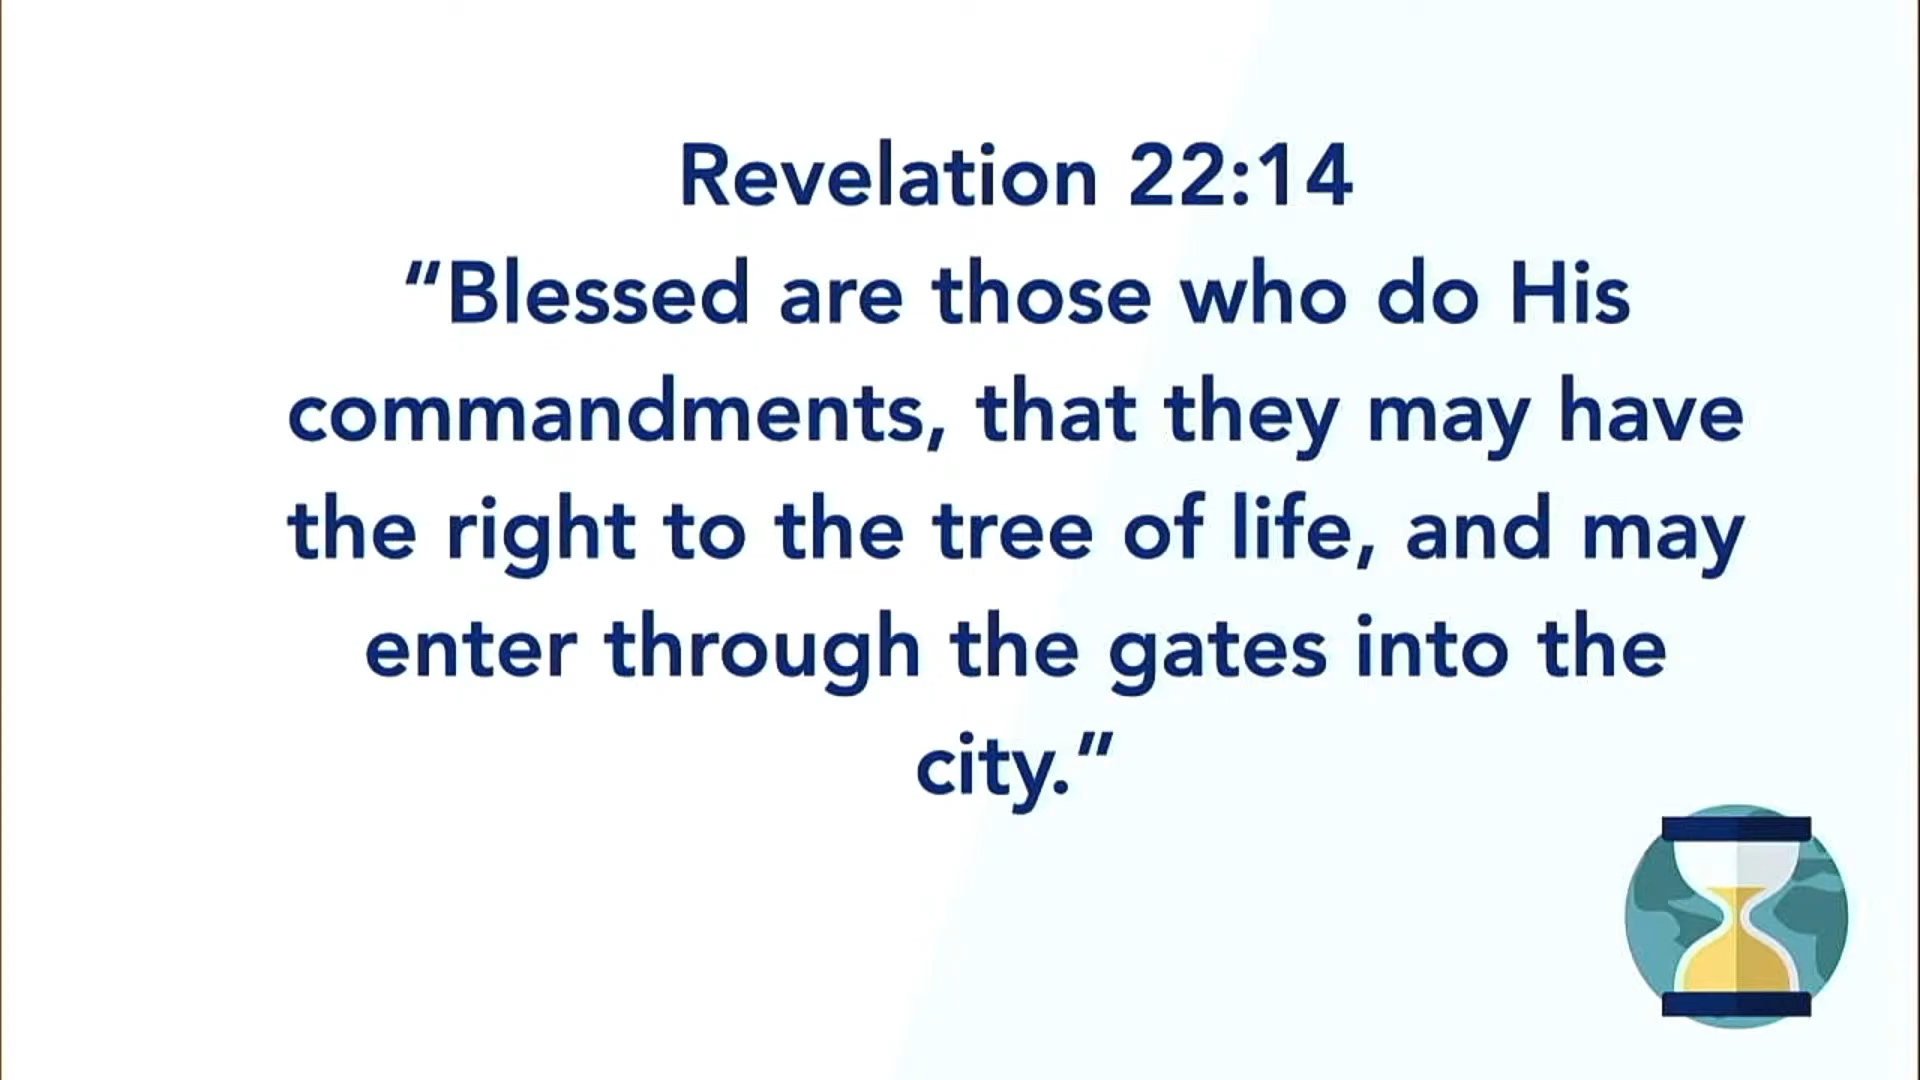 Revelation 22:14
“Blessed are those who do His
commandments, that they may have
the right to the tree of life, and may
enter through the gates into the
city.”